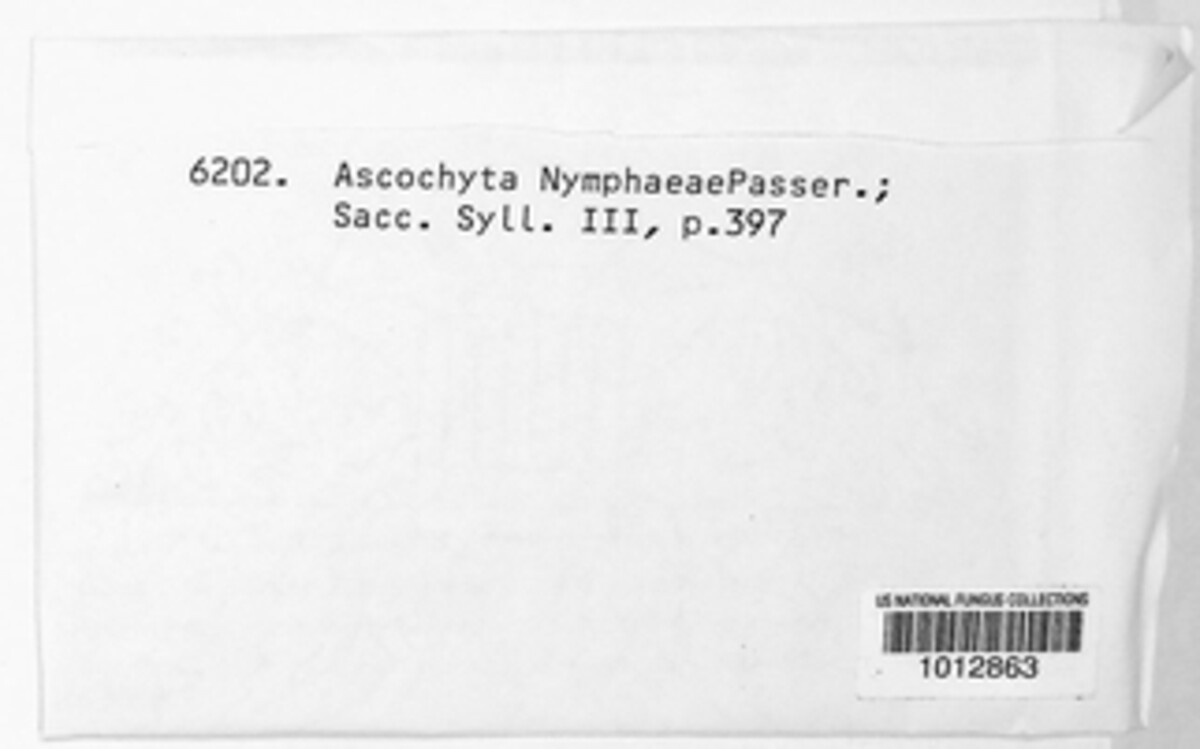 6202. Ascochyta NymphaeaePasser.;
Sacc. Syll. III, p.397
US NATIONAL FUNGUS COLLECTIONS
1012863